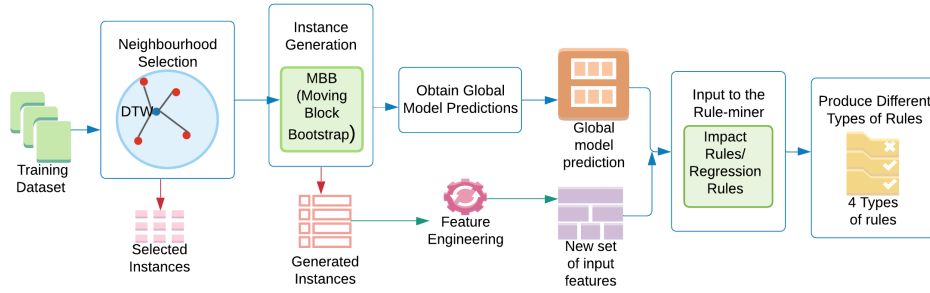 Training
Dataset
Neighbourhood
Selection
DTW
Selected
Instances
Instance
Generation
MBB
(Moving
Block
Bootstrap)
Generated
Instances
Obtain Global
Model Predictions
Feature
Engineering
Global
model
prediction
New set
of input
features
Input to the
Rule-miner
Impact
Rules/
Regression
Rules
Produce Different
Types of Rules
4 Types
of rules